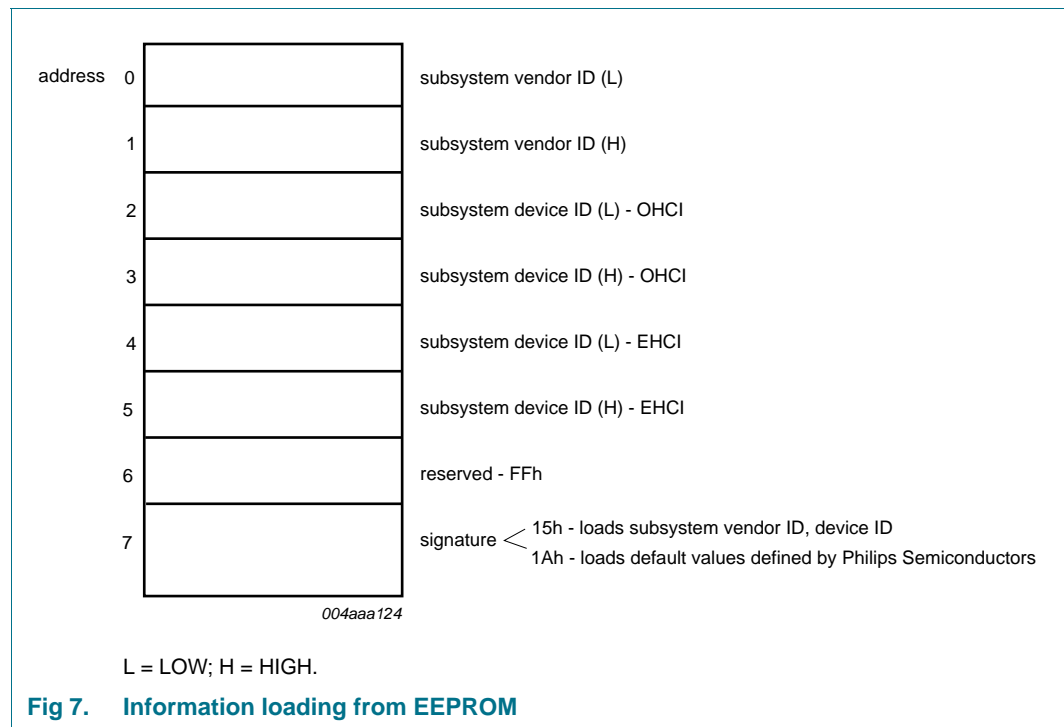 address 0 subsystem vendor ID (L)
1 subsystem vendor ID (H)
2 subsystem device ID (L) - OHCI
3 subsystem device ID (H) - OHCI
4 subsystem device ID (L) - EHCI
5 subsystem device ID (H) - EHCI
6 reserved - FFh
7 signature 15h - loads subsystem vendor ID, device ID
1Ah - loads default values defined by Philips Semiconductors
004aaa124
L = LOW; H = HIGH.
Fig 7. Information loading from EEPROM